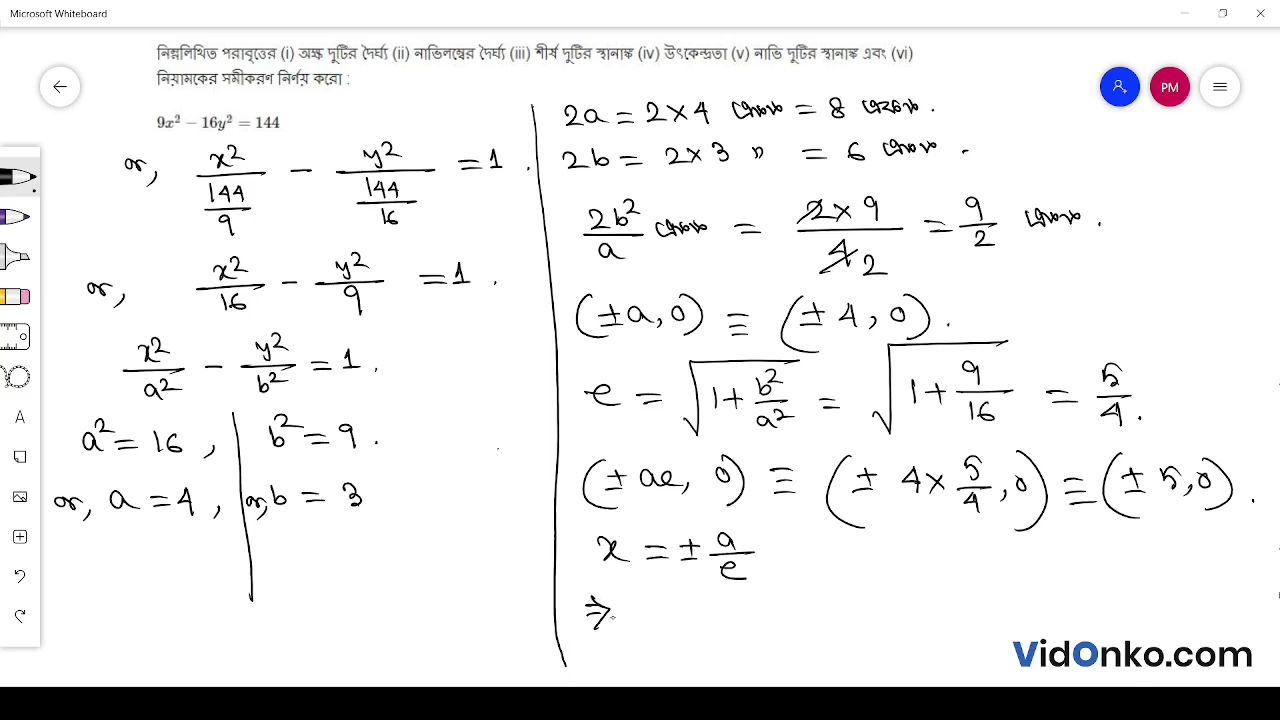 Microsoft Whiteboard
নিম্নলিখিত পরাবৃত্তের (i) অক্ষ দুটির দৈর্ঘ্য (ii) নাভিলম্বের দৈর্ঘ্য (iii) শীর্ষ দুটির স্থানাঙ্ক (iv) উৎকেন্দ্রতা (v) নাভি দুটির স্থানাঙ্ক এবং (vi)
নিয়ামকের সমীকরণ নির্ণয় করো :
PM
9x² − 16y² = 144
or, x²/(144/9) − y²/(144/16) = 1 .
or, x²/16 − y²/9 = 1 .
x²/a² − y²/b² = 1 .
a² = 16 , b² = 9 .
or, a = 4 , or, b = 3
2a = 2 × 4 একক = 8 একক .
2b = 2 × 3 " = 6 একক .
2b²/a একক = 2 × 9/4 2 = 9/2 একক .
(± a, 0) ≡ (± 4, 0) .
e = √(1 + b²/a²) = √(1 + 9/16) = 5/4 .
(± ae, 0) ≡ (± 4 × 5/4, 0) ≡ (± 5, 0) .
x = ± a/e
⇒
A
VidOnko.com